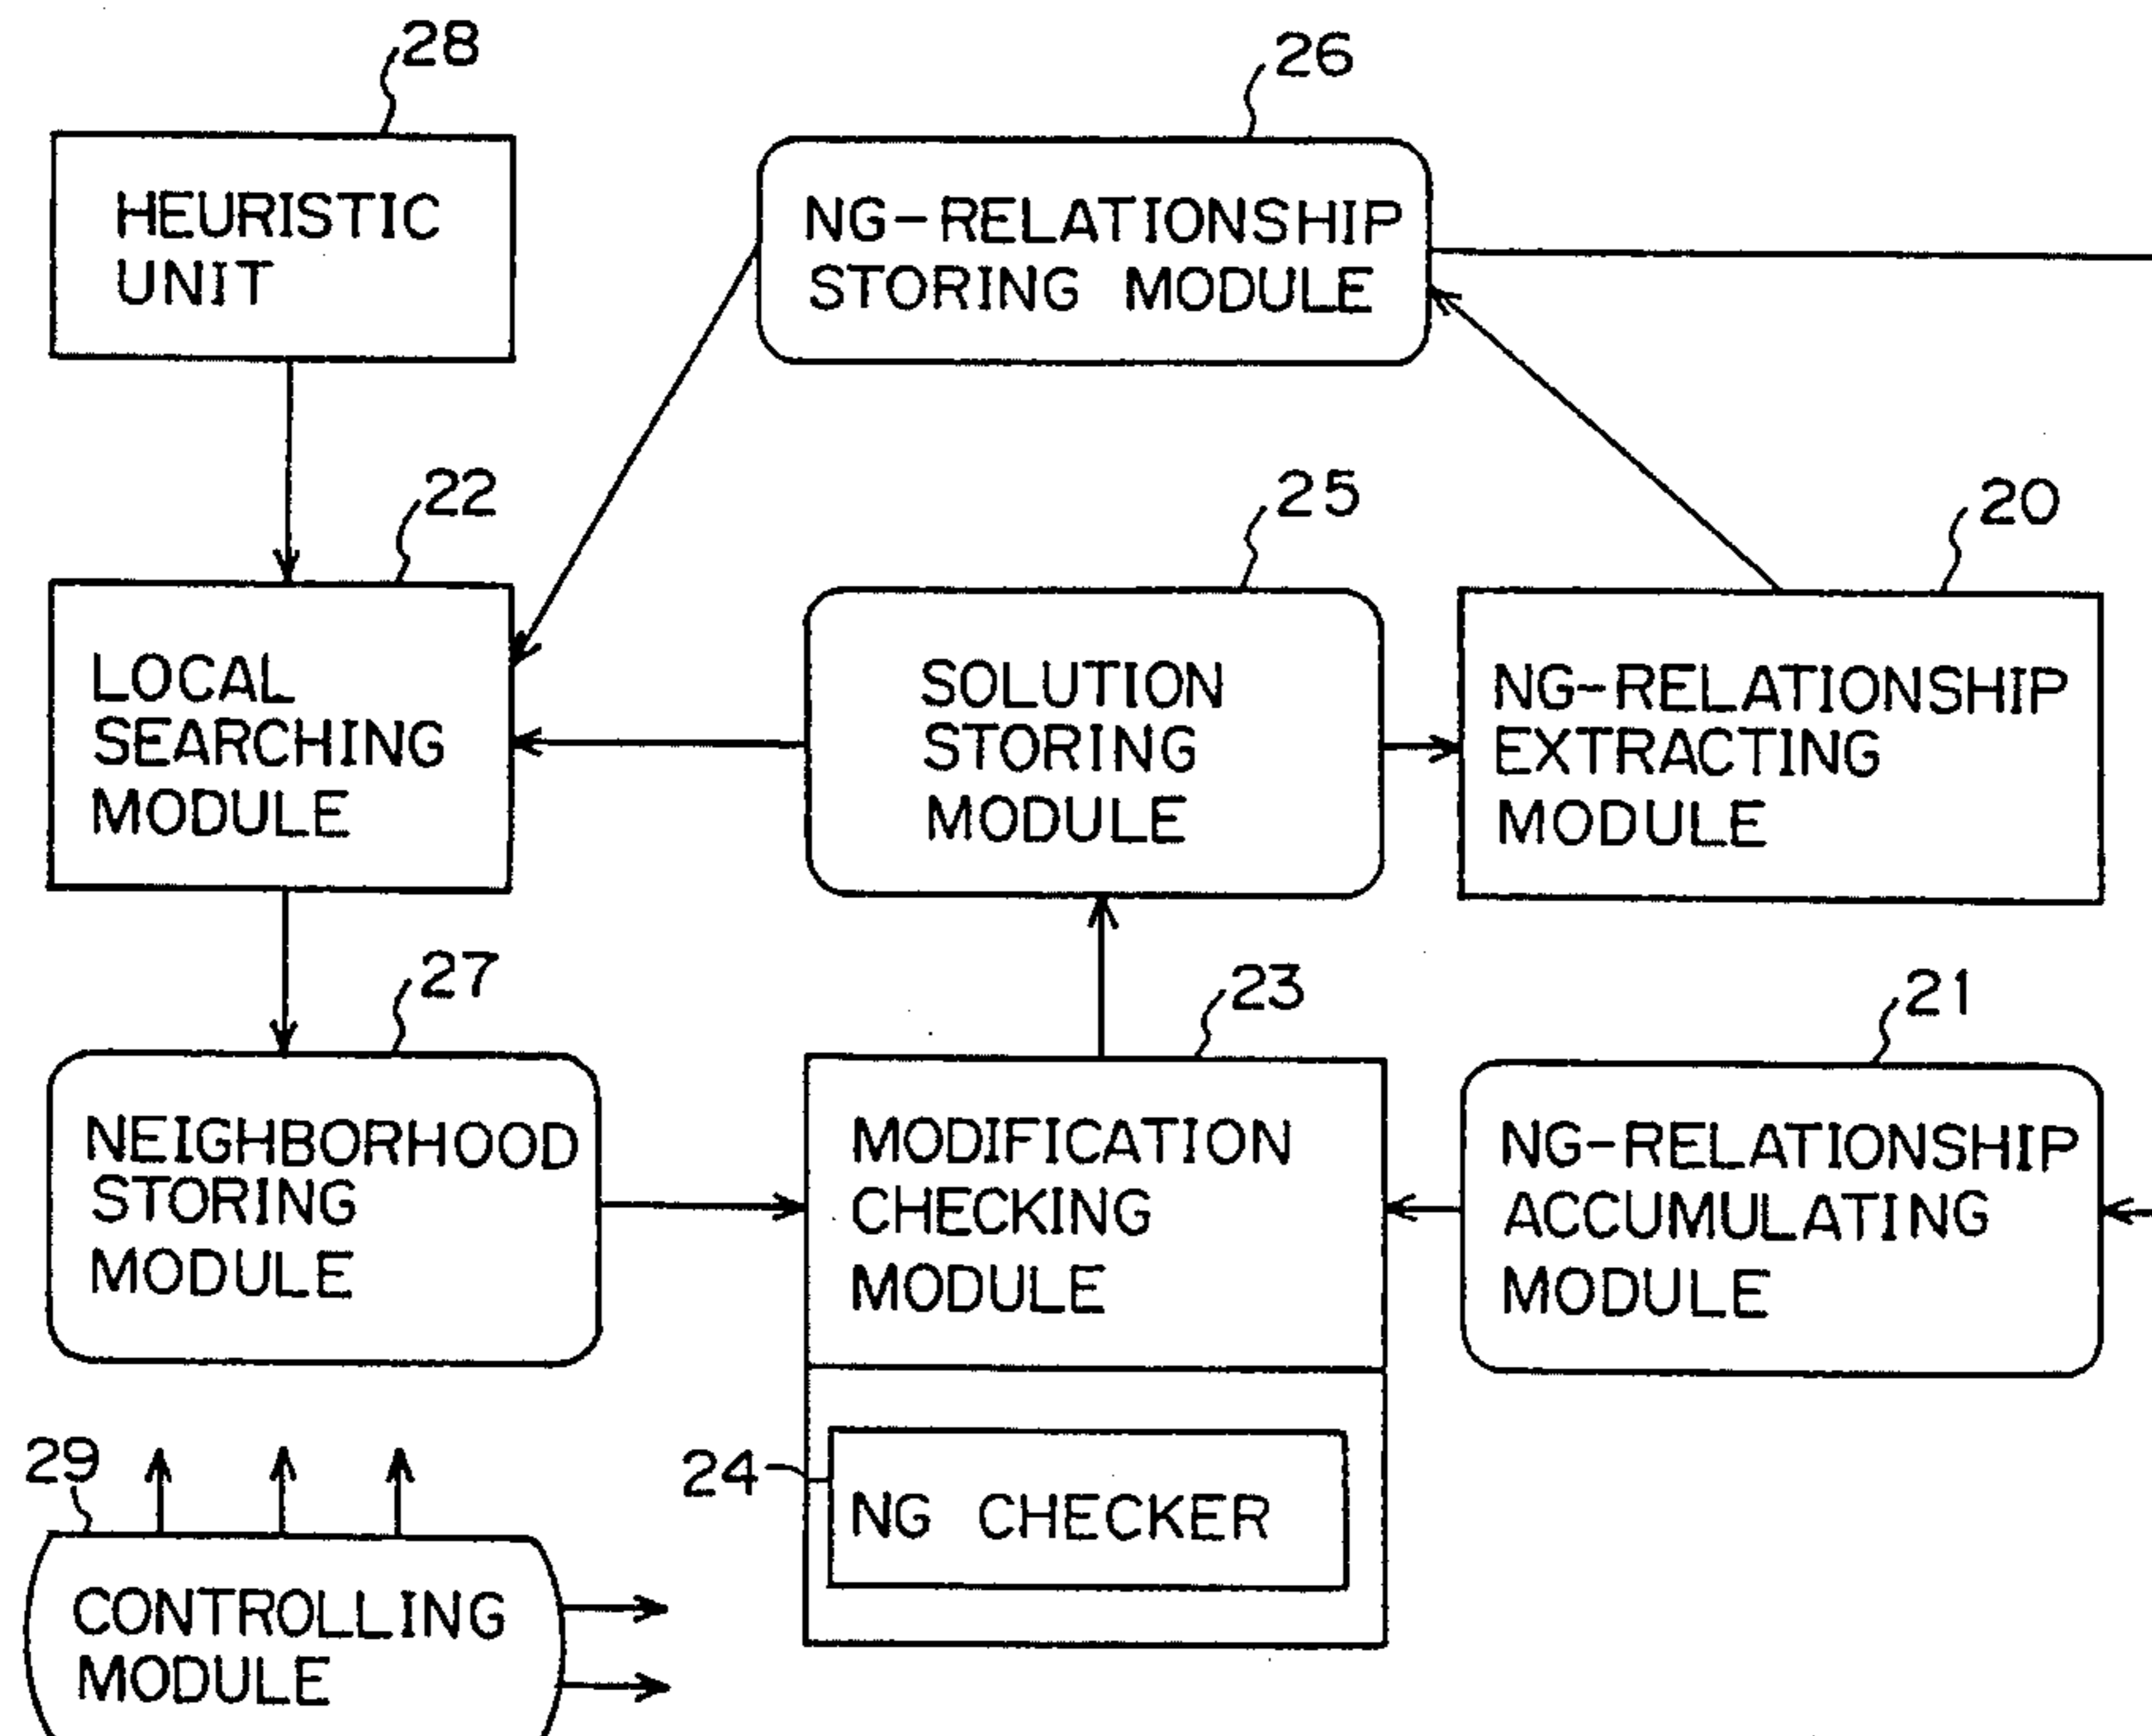 28
26
HEURISTIC
UNIT
NG-RELATIONSHIP
STORING MODULE
22
25
20
LOCAL
SEARCHING
MODULE
SOLUTION
STORING
MODULE
NG-RELATIONSHIP
EXTRACTING
MODULE
27
23
21
NEIGHBORHOOD
STORING
MODULE
MODIFICATION
CHECKING
MODULE
NG-RELATIONSHIP
ACCUMULATING
MODULE
29
24
NG CHECKER
CONTROLLING
MODULE